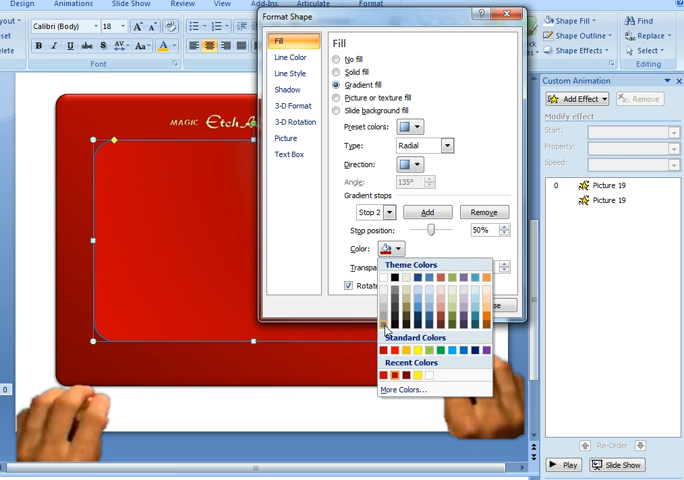 Design Animations Slide Show Review View Add-Ins Format
Calibri (Body) 18
Font
Shape Fill
Shape Outline
Shape Effects
Find
Replace
Select
Editing
Format Shape
Fill
Line Color
Line Style
Shadow
3-D Format
3-D Rotation
Picture
Text Box
Fill
No fill
Solid fill
Gradient fill
Picture or texture fill
Slide background fill
Preset colors:
Type: Radial
Direction:
Angle: 135°
Gradient stops
Stop 2 Add Remove
Stop position: 50%
Color:
Theme Colors
Standard Colors
Recent Colors
More Colors...
MAGIC
Custom Animation
Add Effect Remove
Modify effect
Start:
Property:
Speed:
0 Picture 19
Picture 19
Re-Order
Play Slide Show
0